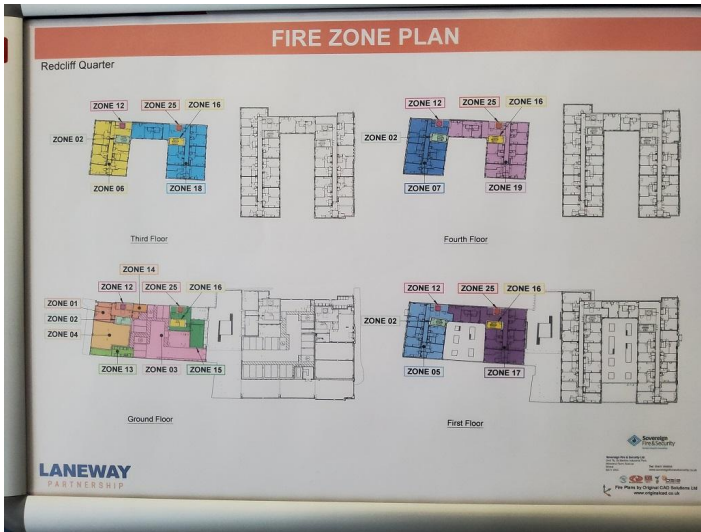 FIRE ZONE PLAN
Redcliff Quarter
ZONE 12
ZONE 25
ZONE 16
ZONE 02
ZONE 06
ZONE 18
Third Floor
ZONE 12
ZONE 25
ZONE 16
ZONE 02
ZONE 07
ZONE 19
Fourth Floor
ZONE 14
ZONE 12
ZONE 25
ZONE 16
ZONE 01
ZONE 02
ZONE 04
ZONE 13
ZONE 03
ZONE 15
Ground Floor
ZONE 12
ZONE 25
ZONE 16
ZONE 02
ZONE 05
ZONE 17
First Floor
LANEWAY
PARTNERSHIP
Sovereign
Fire&Security
Sovereign Fire & Security Ltd
Fire Plans by Original CAD Solutions Ltd
www.originalcad.co.uk